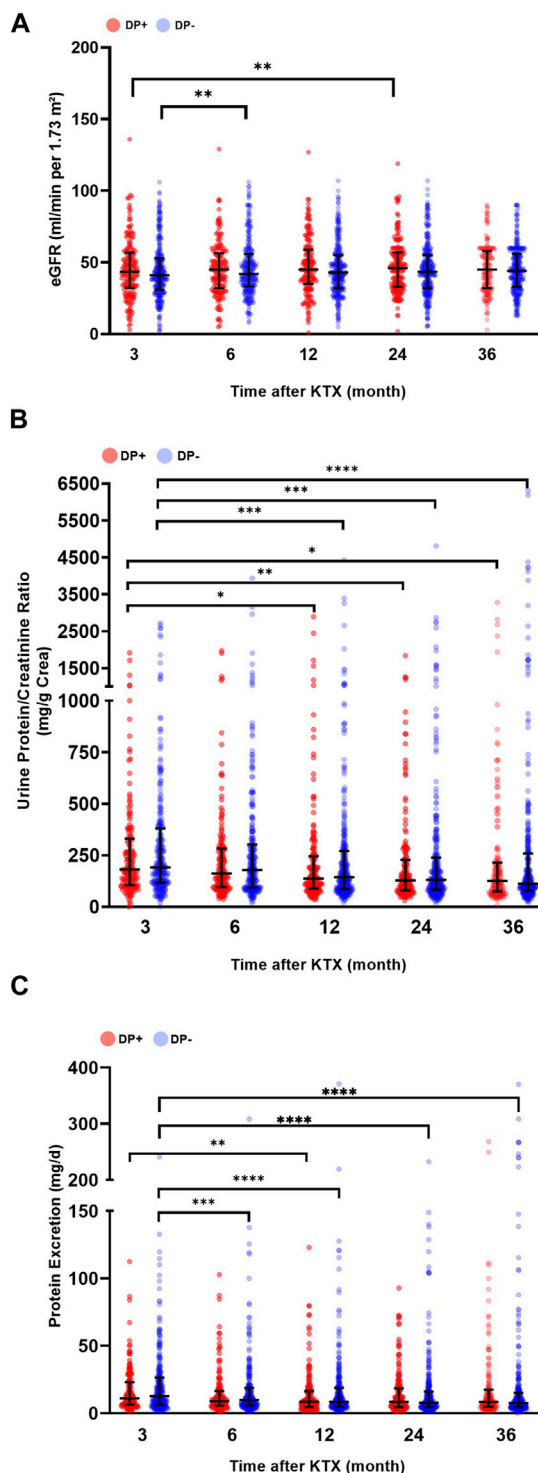 A
DP+ DP-
200
**
**
150
100
50
0
eGFR (ml/min per 1.73 m²)
3 6 12 24 36
Time after KTX (month)
B
DP+ DP-
****
***
***
*
**
*
6500
5500
4500
3500
2500
1500
1000
750
500
250
0
Urine Protein/Creatinine Ratio
(mg/g Crea)
3 6 12 24 36
Time after KTX (month)
C
DP+ DP-
****
****
**
****
***
400
300
200
150
100
50
0
Protein Excretion (mg/d)
3 6 12 24 36
Time after KTX (month)